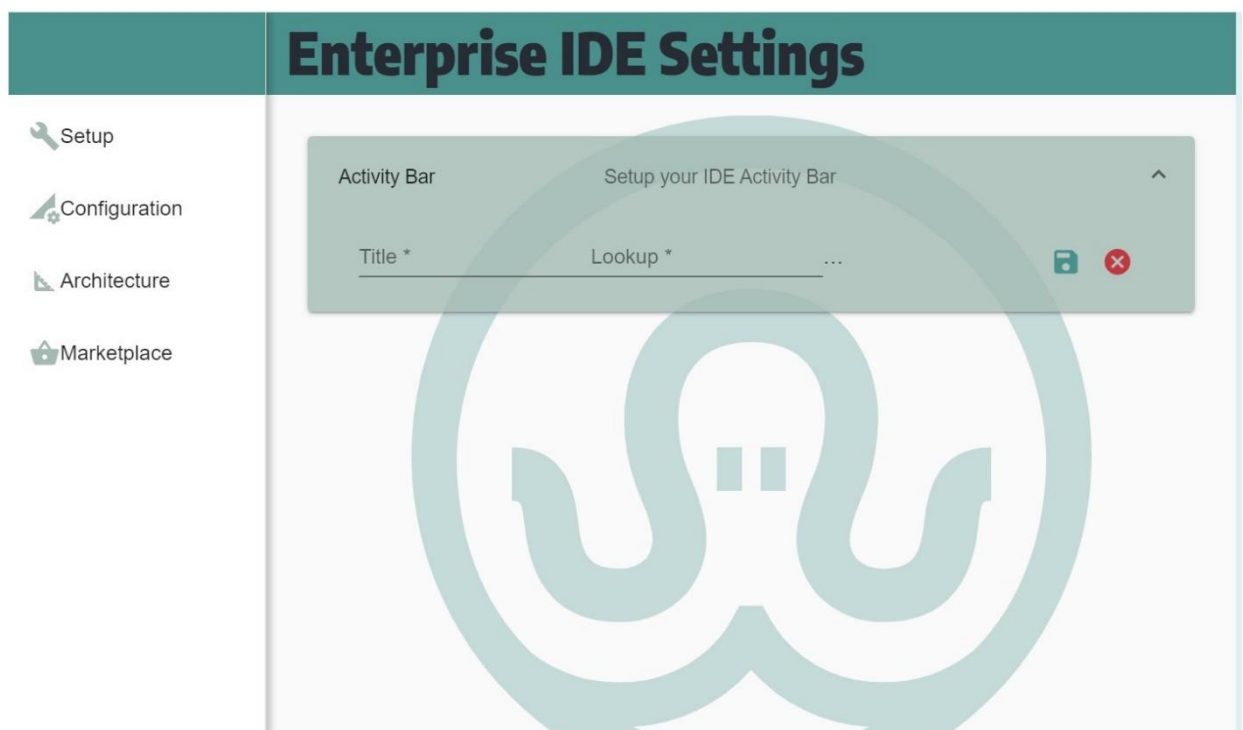 Enterprise IDE Settings
Setup
Configuration
Architecture
Marketplace
Activity Bar Setup your IDE Activity Bar
Title * Lookup * ...